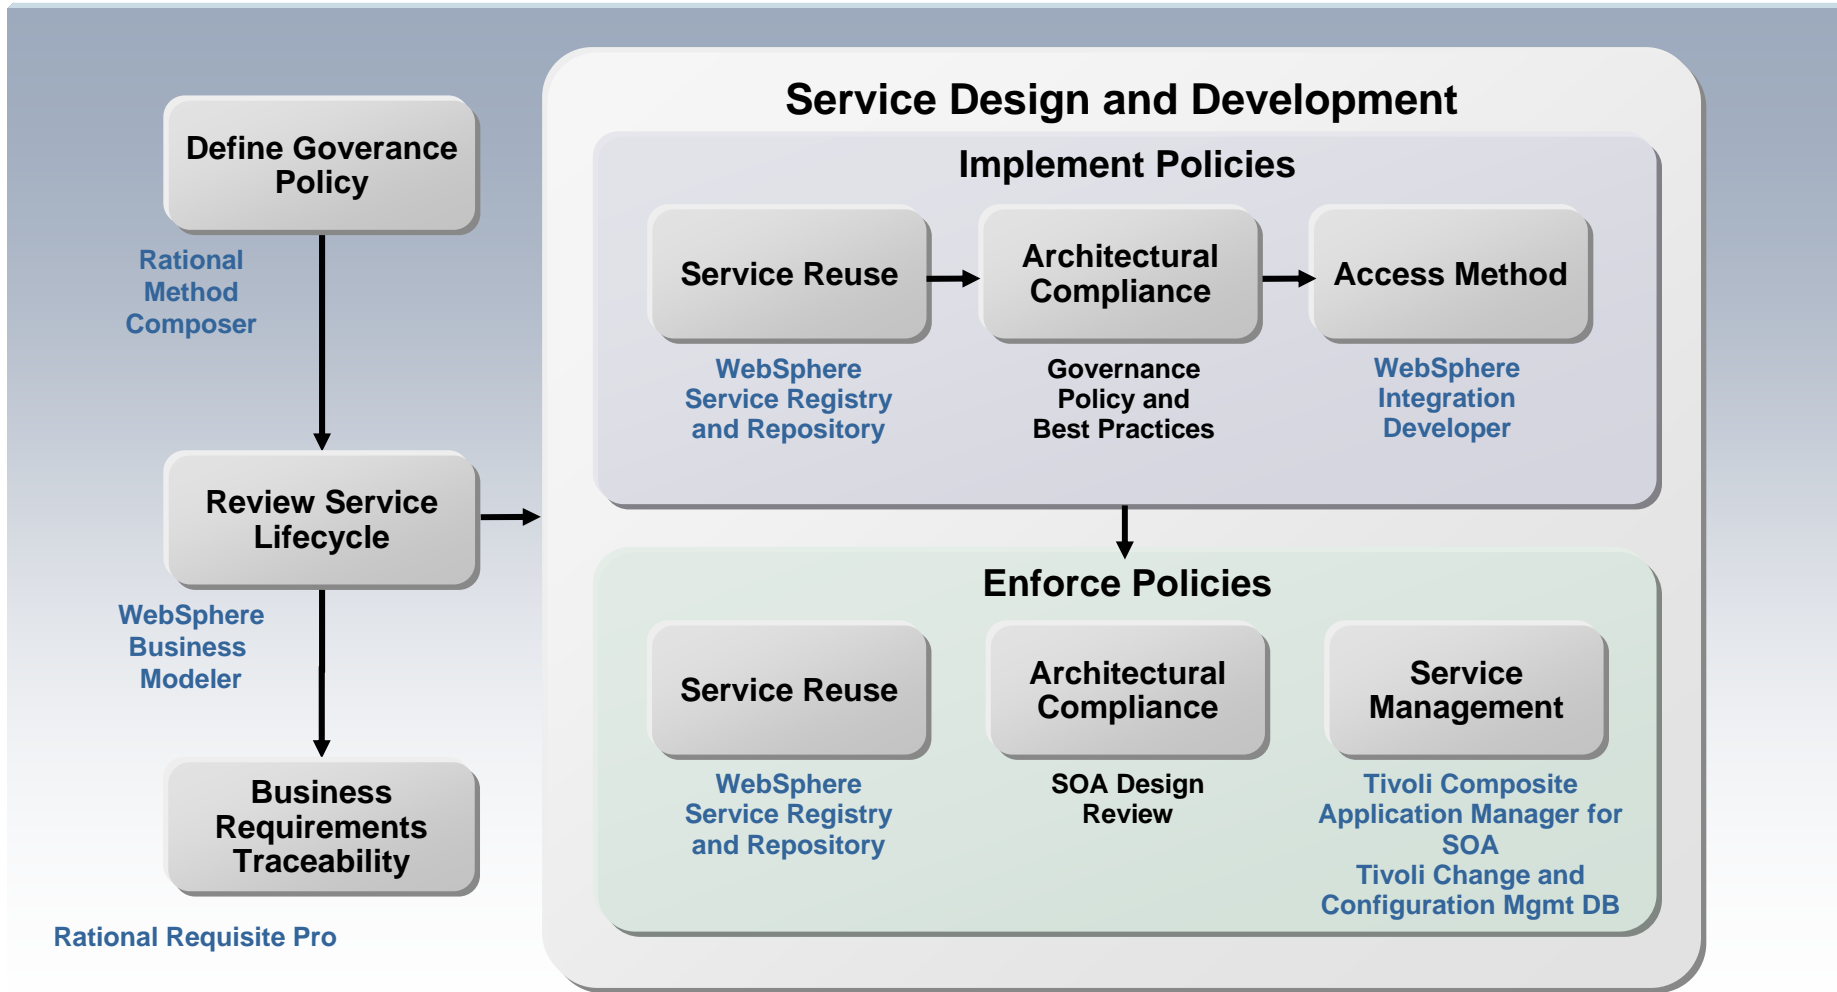 Define Goverance
Policy
Rational
Method
Composer
Review Service
Lifecycle
WebSphere
Business
Modeler
Business
Requirements
Traceability
Rational Requisite Pro
Service Design and Development
Implement Policies
Service Reuse
WebSphere
Service Registry
and Repository
Architectural
Compliance
Governance
Policy and
Best Practices
Access Method
WebSphere
Integration
Developer
Enforce Policies
Service Reuse
WebSphere
Service Registry
and Repository
Architectural
Compliance
SOA Design
Review
Service
Management
Tivoli Composite
Application Manager for
SOA
Tivoli Change and
Configuration Mgmt DB